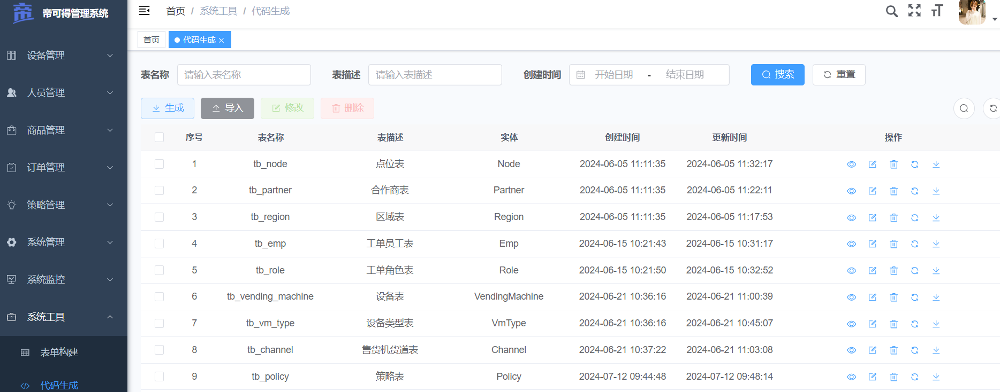 帝 帝可得管理系统
首页 / 系统工具 / 代码生成
首页
代码生成 ×
设备管理
人员管理
商品管理
订单管理
策略管理
系统管理
系统监控
系统工具
表单构建
代码生成
表名称 请输入表名称 表描述 请输入表描述 创建时间 开始日期 - 结束日期 搜索 重置
生成 导入 修改 删除
序号 表名称 表描述 实体 创建时间 更新时间 操作
1 tb_node 点位表 Node 2024-06-05 11:11:35 2024-06-05 11:32:17
2 tb_partner 合作商表 Partner 2024-06-05 11:11:35 2024-06-05 11:22:11
3 tb_region 区域表 Region 2024-06-05 11:11:35 2024-06-05 11:17:53
4 tb_emp 工单员工表 Emp 2024-06-15 10:21:43 2024-06-15 10:31:17
5 tb_role 工单角色表 Role 2024-06-15 10:21:50 2024-06-15 10:32:52
6 tb_vending_machine 设备表 VendingMachine 2024-06-21 10:36:16 2024-06-21 11:00:39
7 tb_vm_type 设备类型表 VmType 2024-06-21 10:36:16 2024-06-21 10:45:07
8 tb_channel 售货机货道表 Channel 2024-06-21 10:37:22 2024-06-21 11:03:08
9 tb_policy 策略表 Policy 2024-07-12 09:44:48 2024-07-12 09:48:14